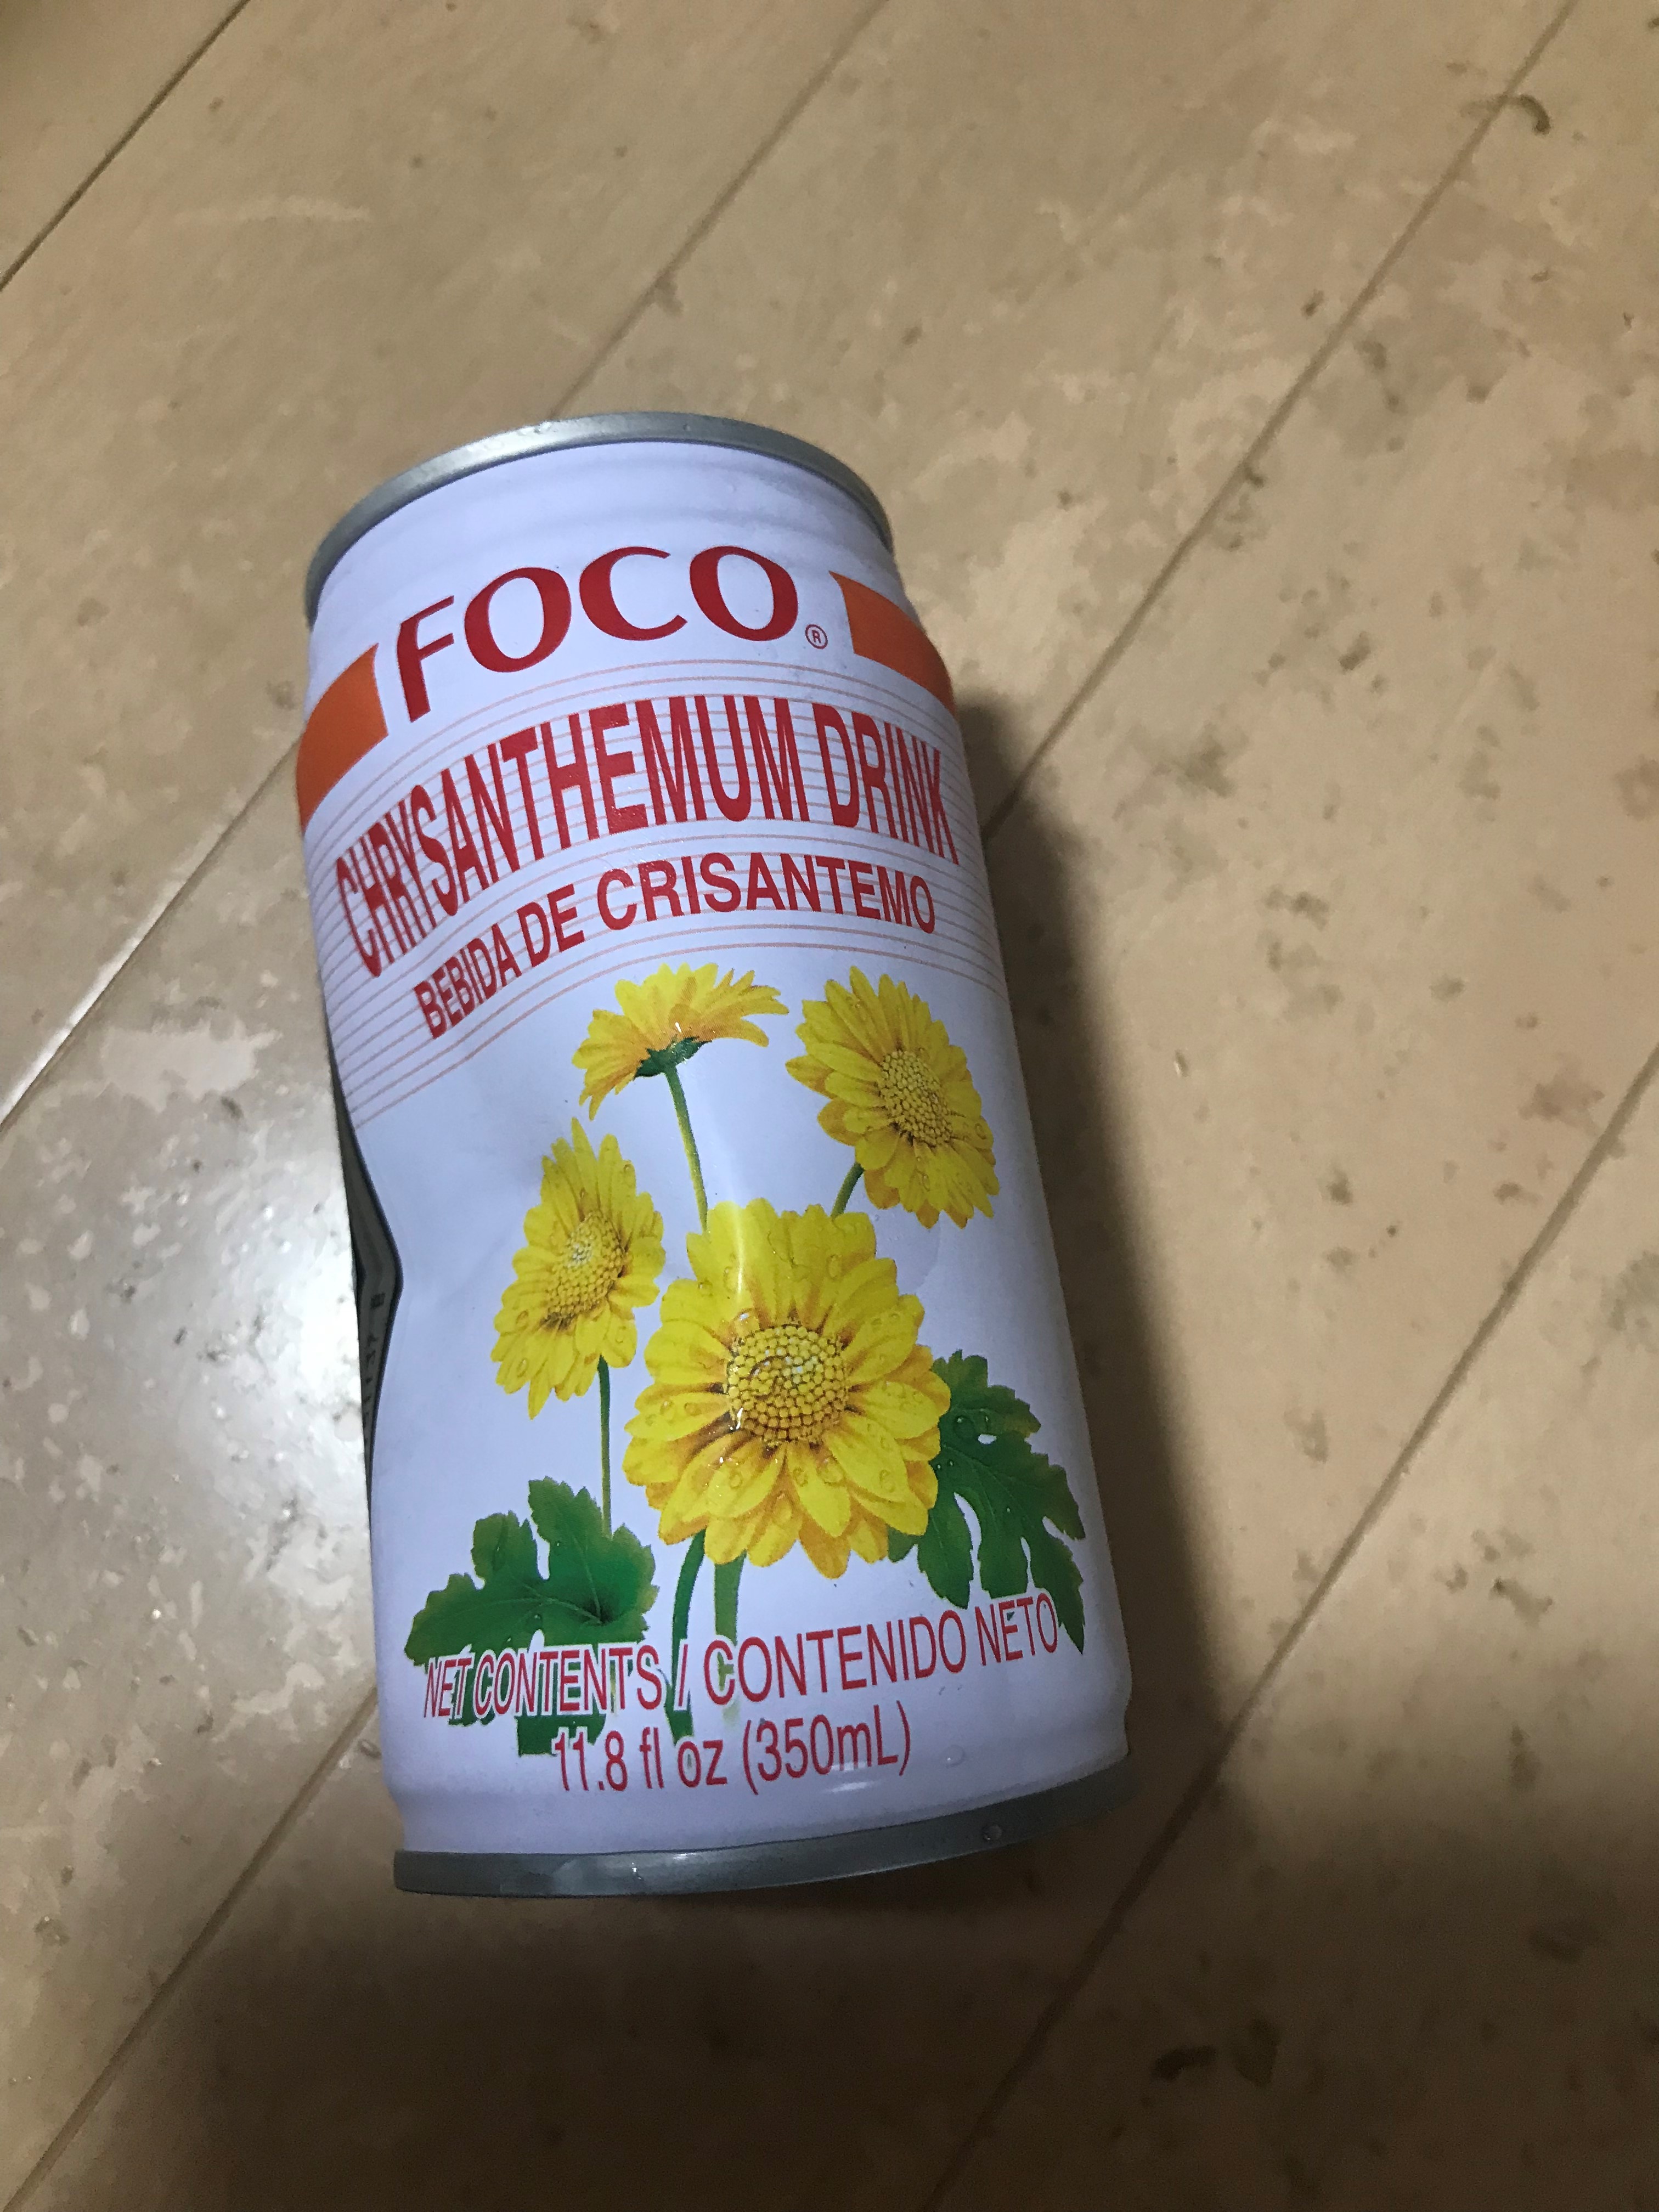 FOCO®
CHRYSANTHEMUM DRINK
BEBIDA DE CRISANTEMO
NET CONTENTS / CONTENIDO NETO
11.8 fl oz (350mL)